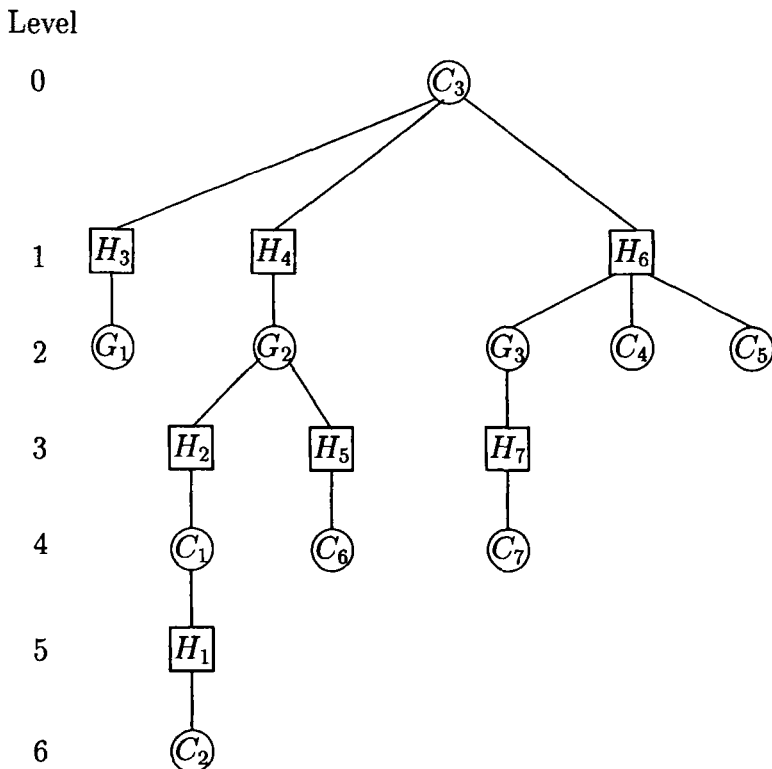 Level
0 C₃
1 H₃ H₄ H₆
2 G₁ G₂ G₃ C₄ C₅
3 H₂ H₅ H₇
4 C₁ C₆ C₇
5 H₁
6 C₂